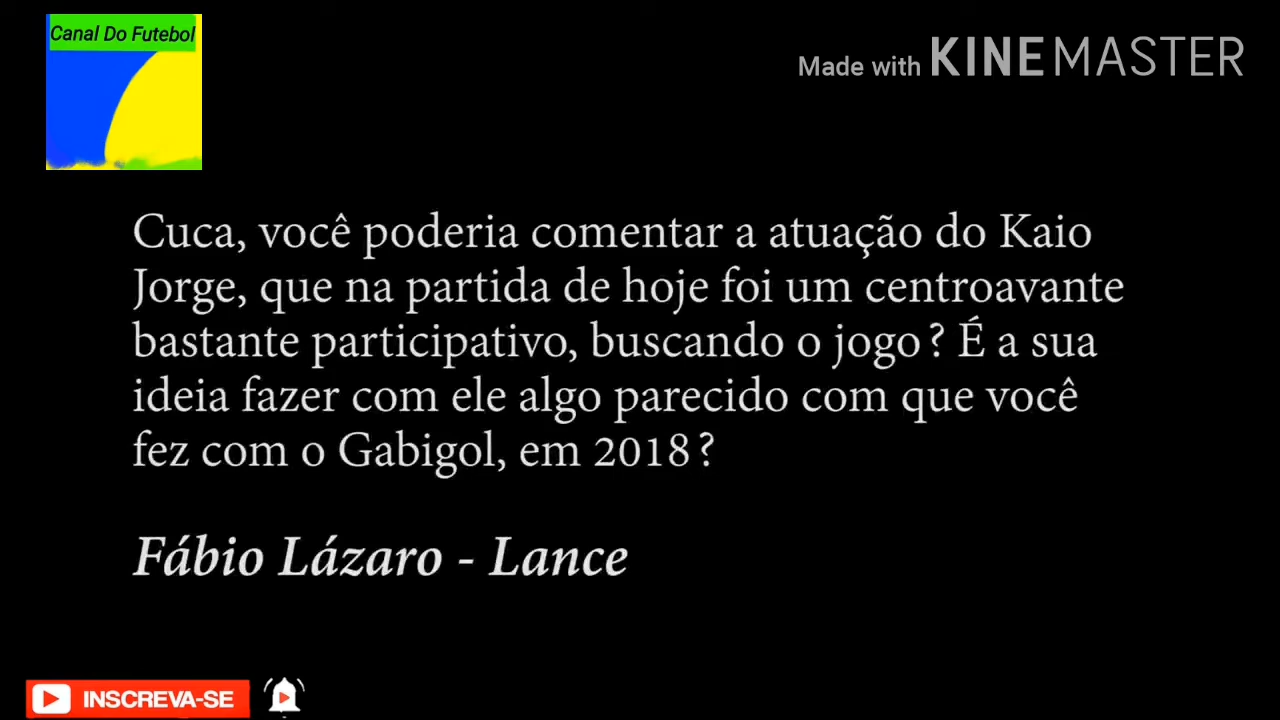 Canal Do Futebol
Made with KINEMASTER
Cuca, você poderia comentar a atuação do Kaio
Jorge, que na partida de hoje foi um centroavante
bastante participativo, buscando o jogo? É a sua
ideia fazer com ele algo parecido com que você
fez com o Gabigol, em 2018?
Fábio Lázaro - Lance
INSCREVA-SE